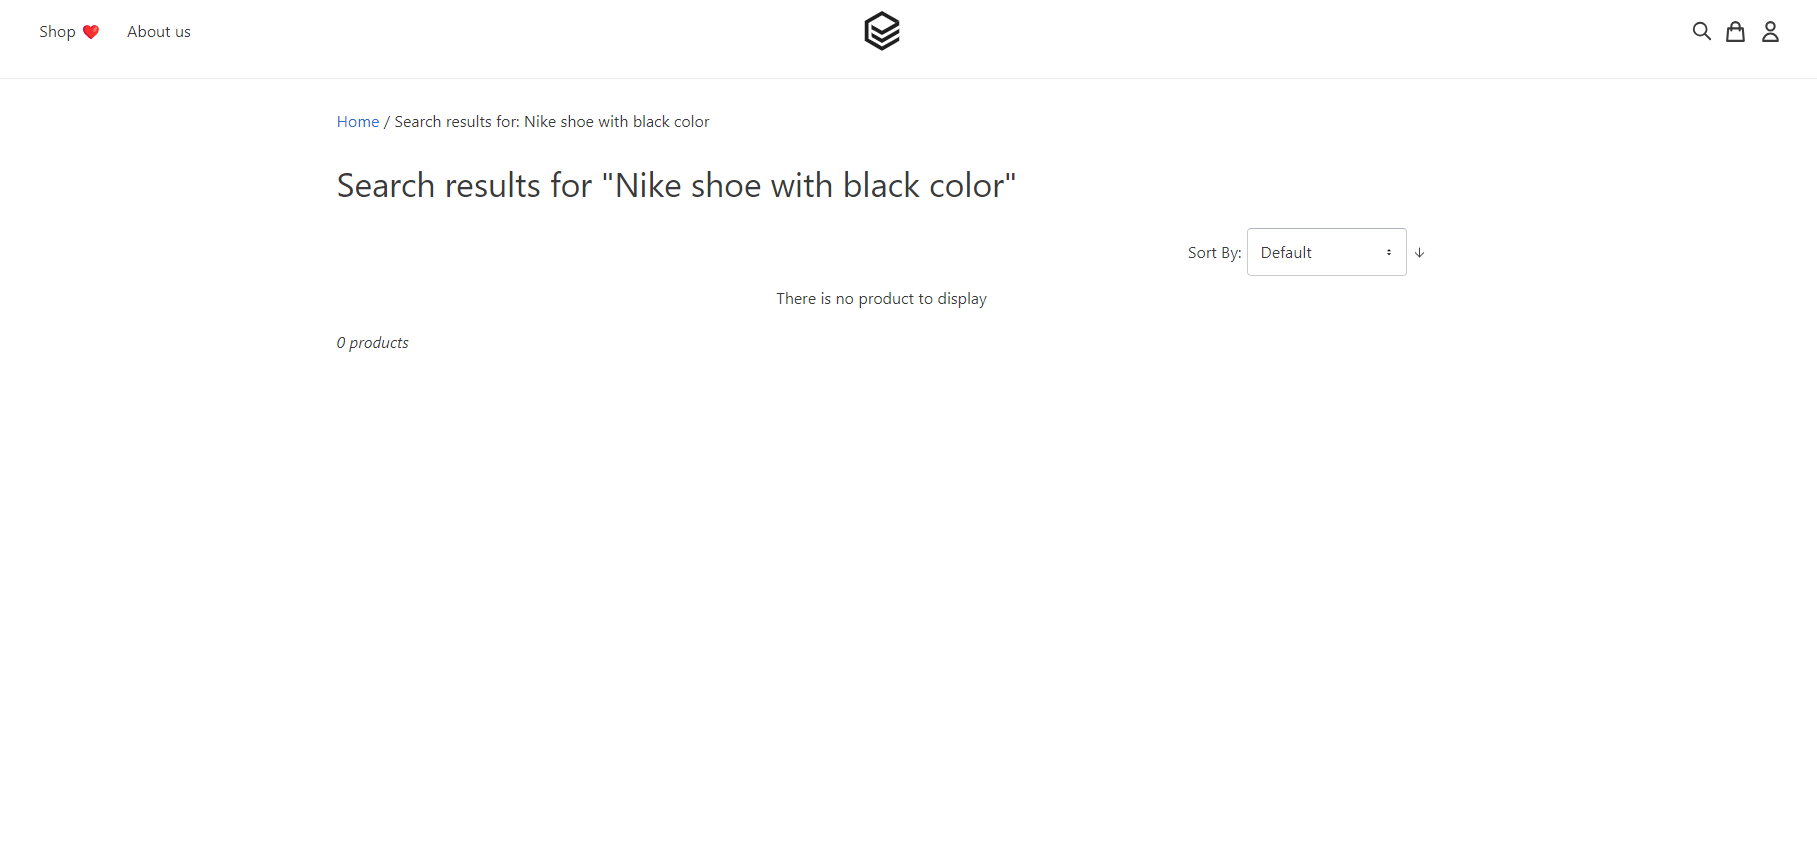 Shop ❤️ About us
Home / Search results for: Nike shoe with black color
Search results for "Nike shoe with black color"
Sort By: Default
There is no product to display
0 products